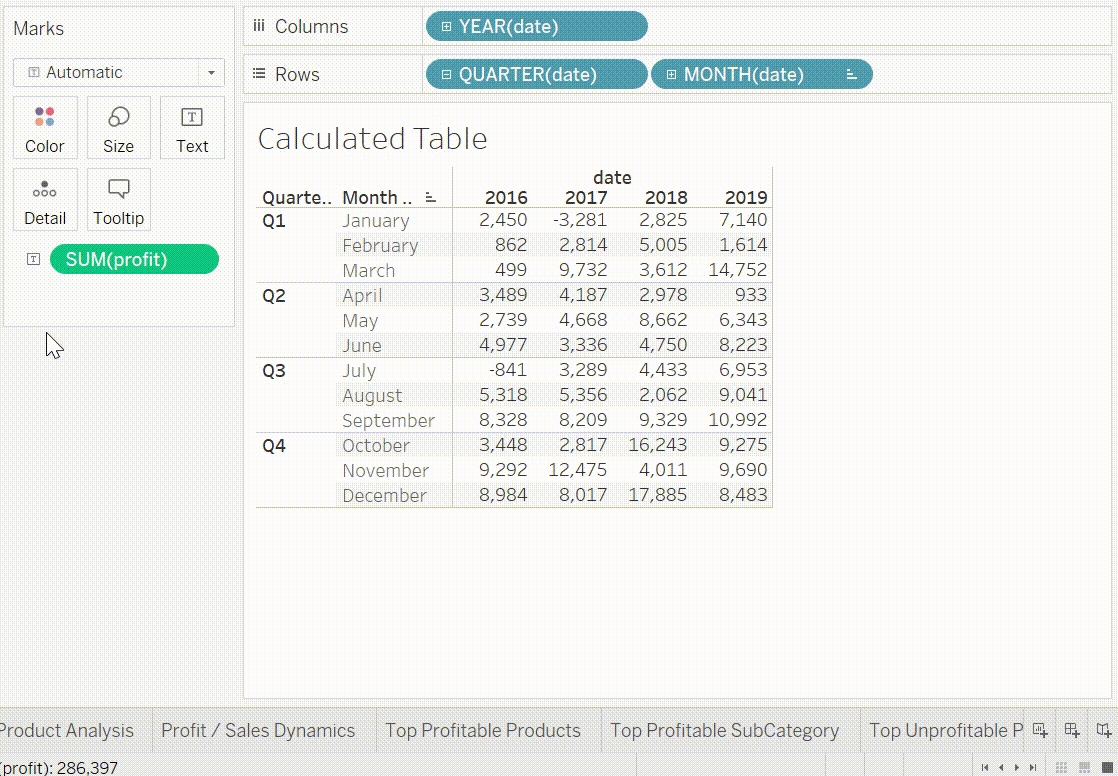 Marks
Automatic
Color Size Text
Detail Tooltip
SUM(profit)
Columns YEAR(date)
Rows QUARTER(date) MONTH(date)
Calculated Table
date
Quarte.. Month .. 2016 2017 2018 2019
Q1 January 2,450 -3,281 2,825 7,140
February 862 2,814 5,005 1,614
March 499 9,732 3,612 14,752
Q2 April 3,489 4,187 2,978 933
May 2,739 4,668 8,662 6,343
June 4,977 3,336 4,750 8,223
Q3 July -841 3,289 4,433 6,953
August 5,318 5,356 2,062 9,041
September 8,328 8,209 9,329 10,992
Q4 October 3,448 2,817 16,243 9,275
November 9,292 12,475 4,011 9,690
December 8,984 8,017 17,885 8,483
Product Analysis Profit / Sales Dynamics Top Profitable Products Top Profitable SubCategory Top Unprofitable P
(profit): 286,397